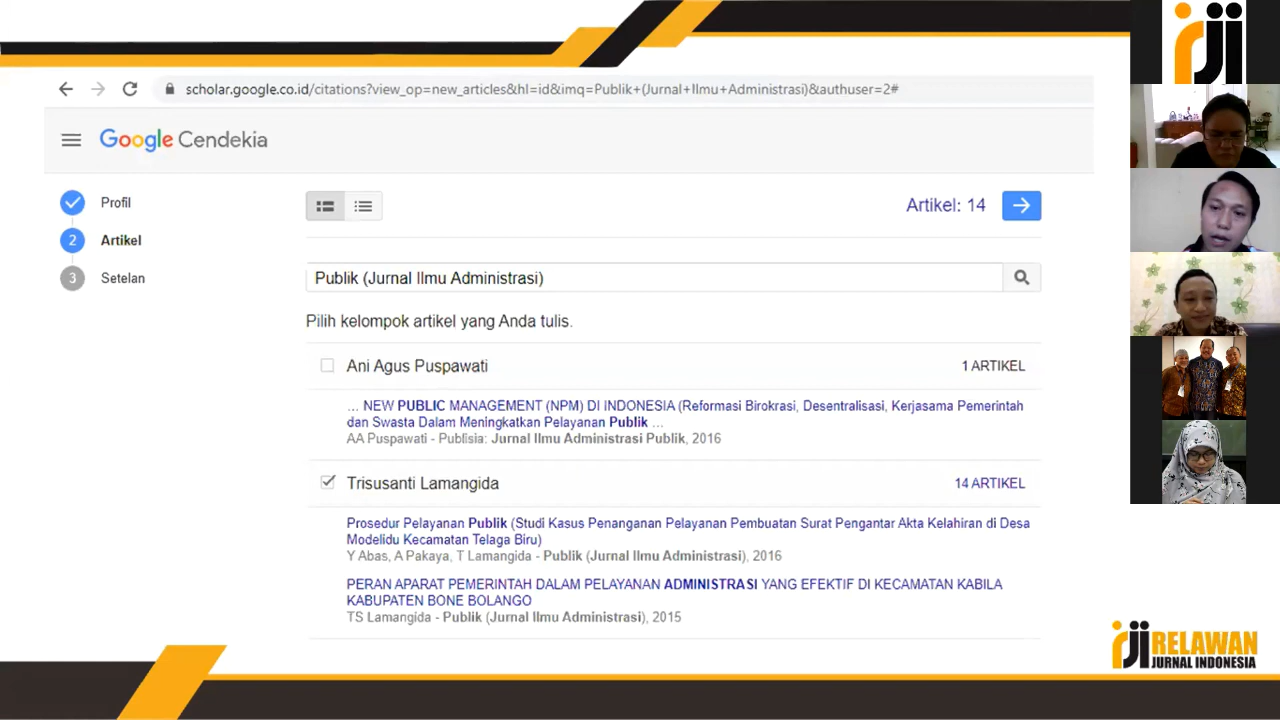 scholar.google.co.id/citations?view_op=new_articles&hl=id&imq=Publik+(Jurnal+Ilmu+Administrasi)&authuser=2#
Google Cendekia
Profil
2 Artikel
3 Setelan
Artikel: 14
Publik (Jurnal Ilmu Administrasi)
Pilih kelompok artikel yang Anda tulis.
Ani Agus Puspawati 1 ARTIKEL
... NEW PUBLIC MANAGEMENT (NPM) DI INDONESIA (Reformasi Birokrasi, Desentralisasi, Kerjasama Pemerintah
dan Swasta Dalam Meningkatkan Pelayanan Publik ...
AA Puspawati - Publisia: Jurnal Ilmu Administrasi Publik, 2016
Trisusanti Lamangida 14 ARTIKEL
Prosedur Pelayanan Publik (Studi Kasus Penanganan Pelayanan Pembuatan Surat Pengantar Akta Kelahiran di Desa
Modelidu Kecamatan Telaga Biru)
Y Abas, A Pakaya, T Lamangida - Publik (Jurnal Ilmu Administrasi), 2016
PERAN APARAT PEMERINTAH DALAM PELAYANAN ADMINISTRASI YANG EFEKTIF DI KECAMATAN KABILA
KABUPATEN BONE BOLANGO
TS Lamangida - Publik (Jurnal Ilmu Administrasi), 2015
rji
rji RELAWAN
JURNAL INDONESIA